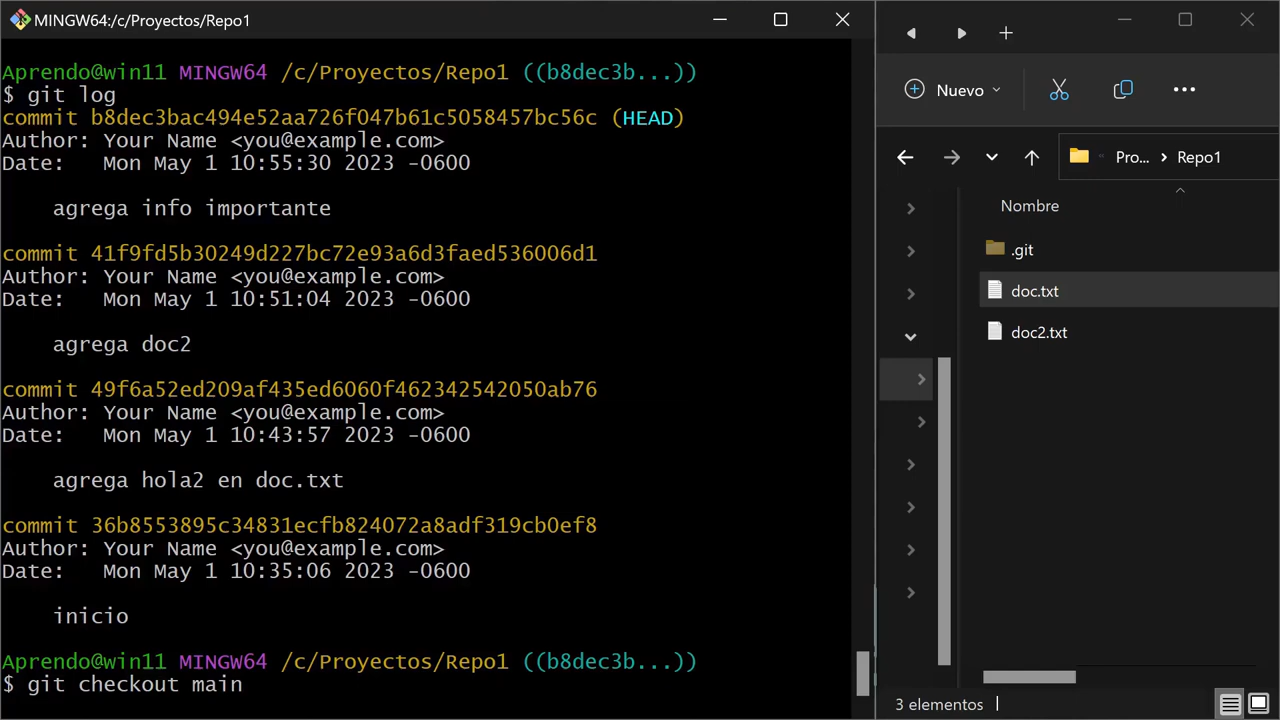 MINGW64:/c/Proyectos/Repo1
Aprendo@win11 MINGW64 /c/Proyectos/Repo1 ((b8dec3b...))
$ git log
commit b8dec3bac494e52aa726f047b61c5058457bc56c (HEAD)
Author: Your Name <you@example.com>
Date:   Mon May 1 10:55:30 2023 -0600
agrega info importante
commit 41f9fd5b30249d227bc72e93a6d3faed536006d1
Author: Your Name <you@example.com>
Date:   Mon May 1 10:51:04 2023 -0600
agrega doc2
commit 49f6a52ed209af435ed6060f462342542050ab76
Author: Your Name <you@example.com>
Date:   Mon May 1 10:43:57 2023 -0600
agrega hola2 en doc.txt
commit 36b8553895c34831ecfb824072a8adf319cb0ef8
Author: Your Name <you@example.com>
Date:   Mon May 1 10:35:06 2023 -0600
inicio
Aprendo@win11 MINGW64 /c/Proyectos/Repo1 ((b8dec3b...))
$ git checkout main
Nuevo
Pro... > Repo1
Nombre
.git
doc.txt
doc2.txt
3 elementos